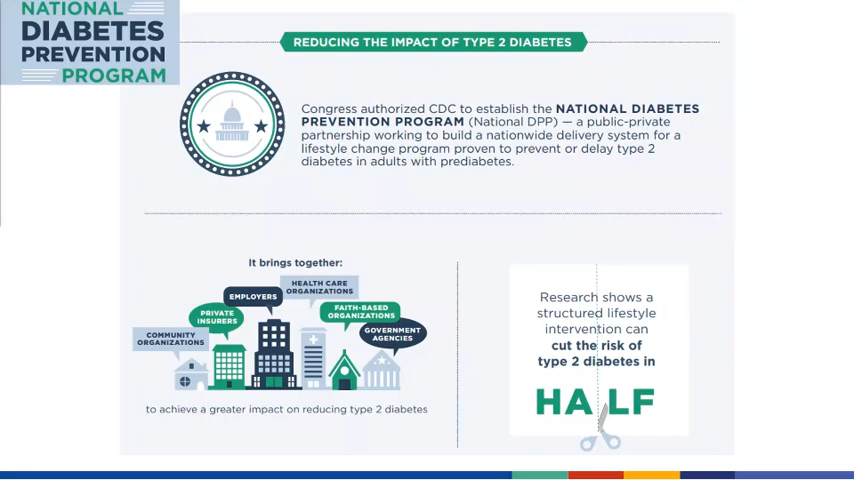 NATIONAL
DIABETES
PREVENTION
PROGRAM
REDUCING THE IMPACT OF TYPE 2 DIABETES
Congress authorized CDC to establish the NATIONAL DIABETES
PREVENTION PROGRAM (National DPP) — a public-private
partnership working to build a nationwide delivery system for a
lifestyle change program proven to prevent or delay type 2
diabetes in adults with prediabetes.
It brings together:
COMMUNITY
ORGANIZATIONS
PRIVATE
INSURERS
EMPLOYERS
HEALTH CARE
ORGANIZATIONS
FAITH-BASED
ORGANIZATIONS
GOVERNMENT
AGENCIES
to achieve a greater impact on reducing type 2 diabetes
Research shows a
structured lifestyle
intervention can
cut the risk of
type 2 diabetes in
HALF